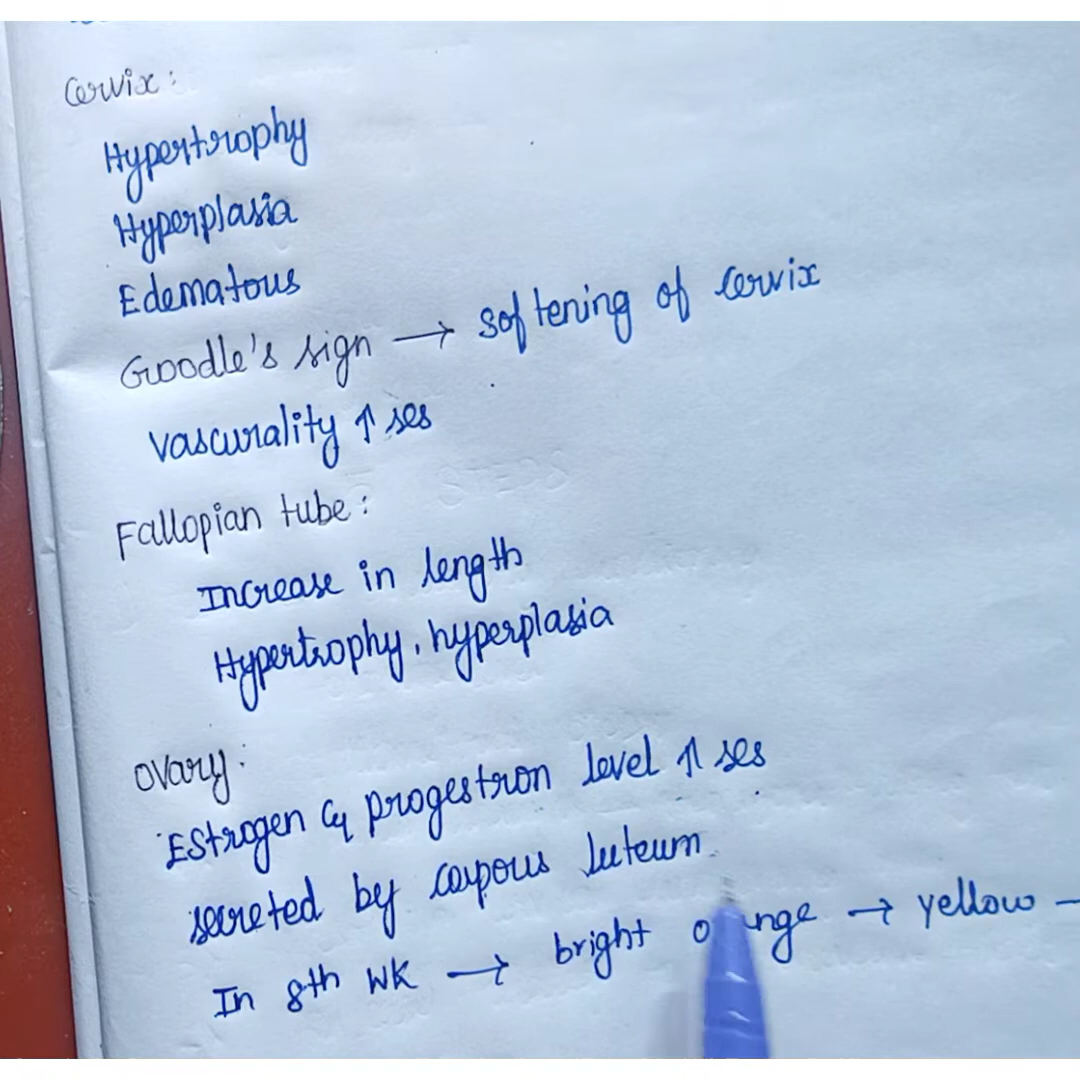 Cervix:
Hypertrophy
Hyperplasia
Edematous
Goodle's sign → softening of cervix
vascurality ↑ ses
Fallopian tube:
Increase in length
Hypertrophy, hyperplasia
Ovary:
Estrogen & progestron level ↑ ses
secreted by corpous luteum
In 8th WK → bright → yellow –